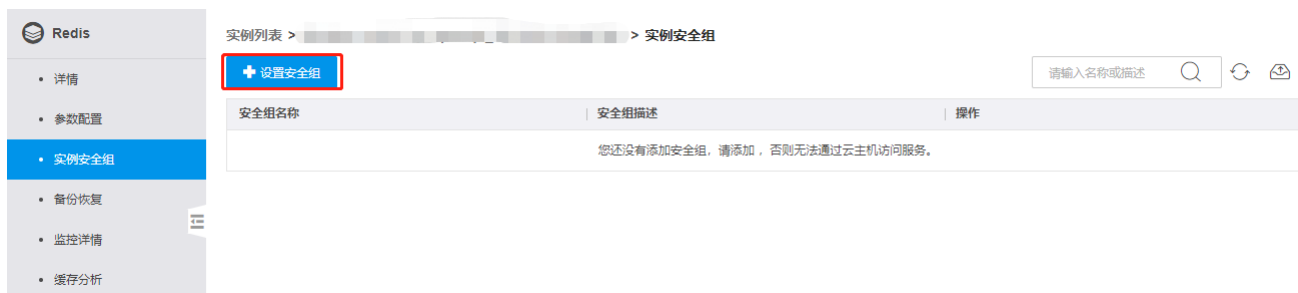 Redis
详情
参数配置
实例安全组
备份恢复
监控详情
缓存分析
实例列表 > > 实例安全组
设置安全组
请输入名称或描述
安全组名称 安全组描述 操作
您还没有添加安全组，请添加 ，否则无法通过云主机访问服务。